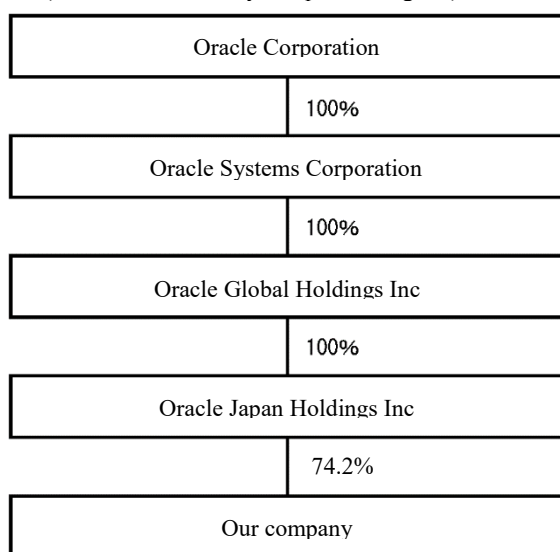 Oracle Corporation
100%
Oracle Systems Corporation
100%
Oracle Global Holdings Inc
100%
Oracle Japan Holdings Inc
74.2%
Our company